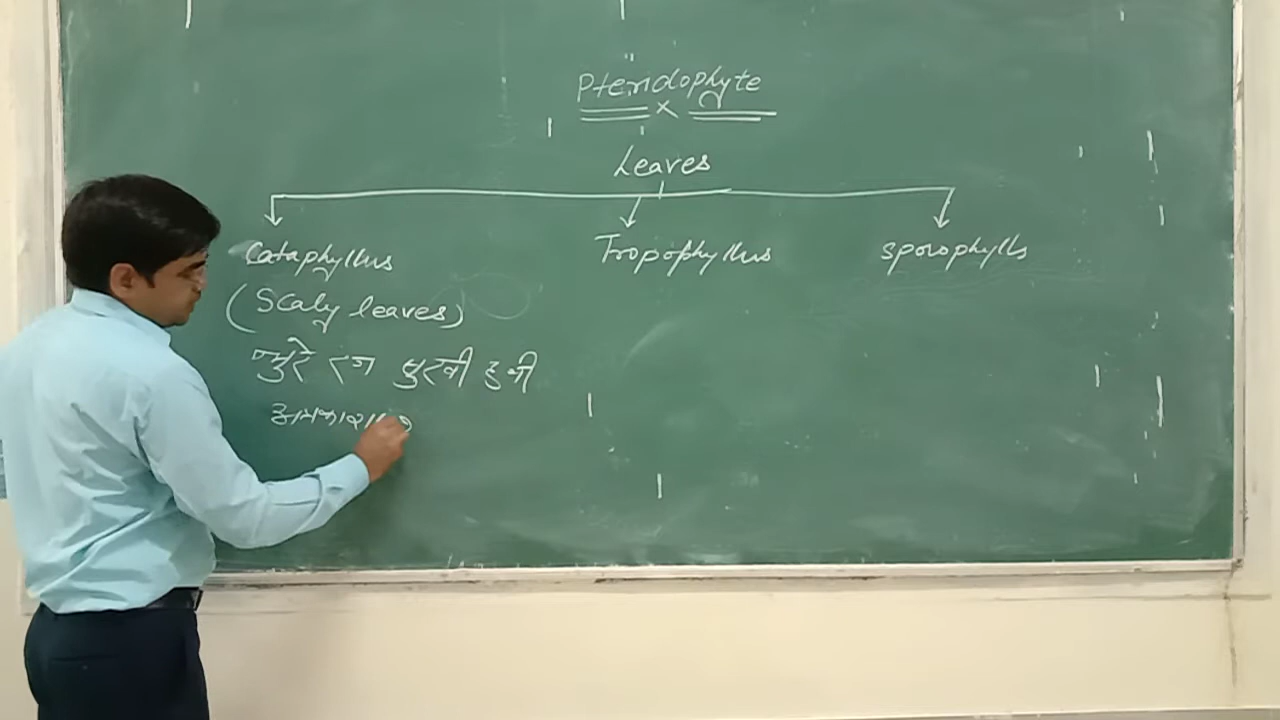 Pteridophyte
Leaves
Cataphyllus Tropophyllus Sporophylls
(Scaly leaves)
भुरे रंग